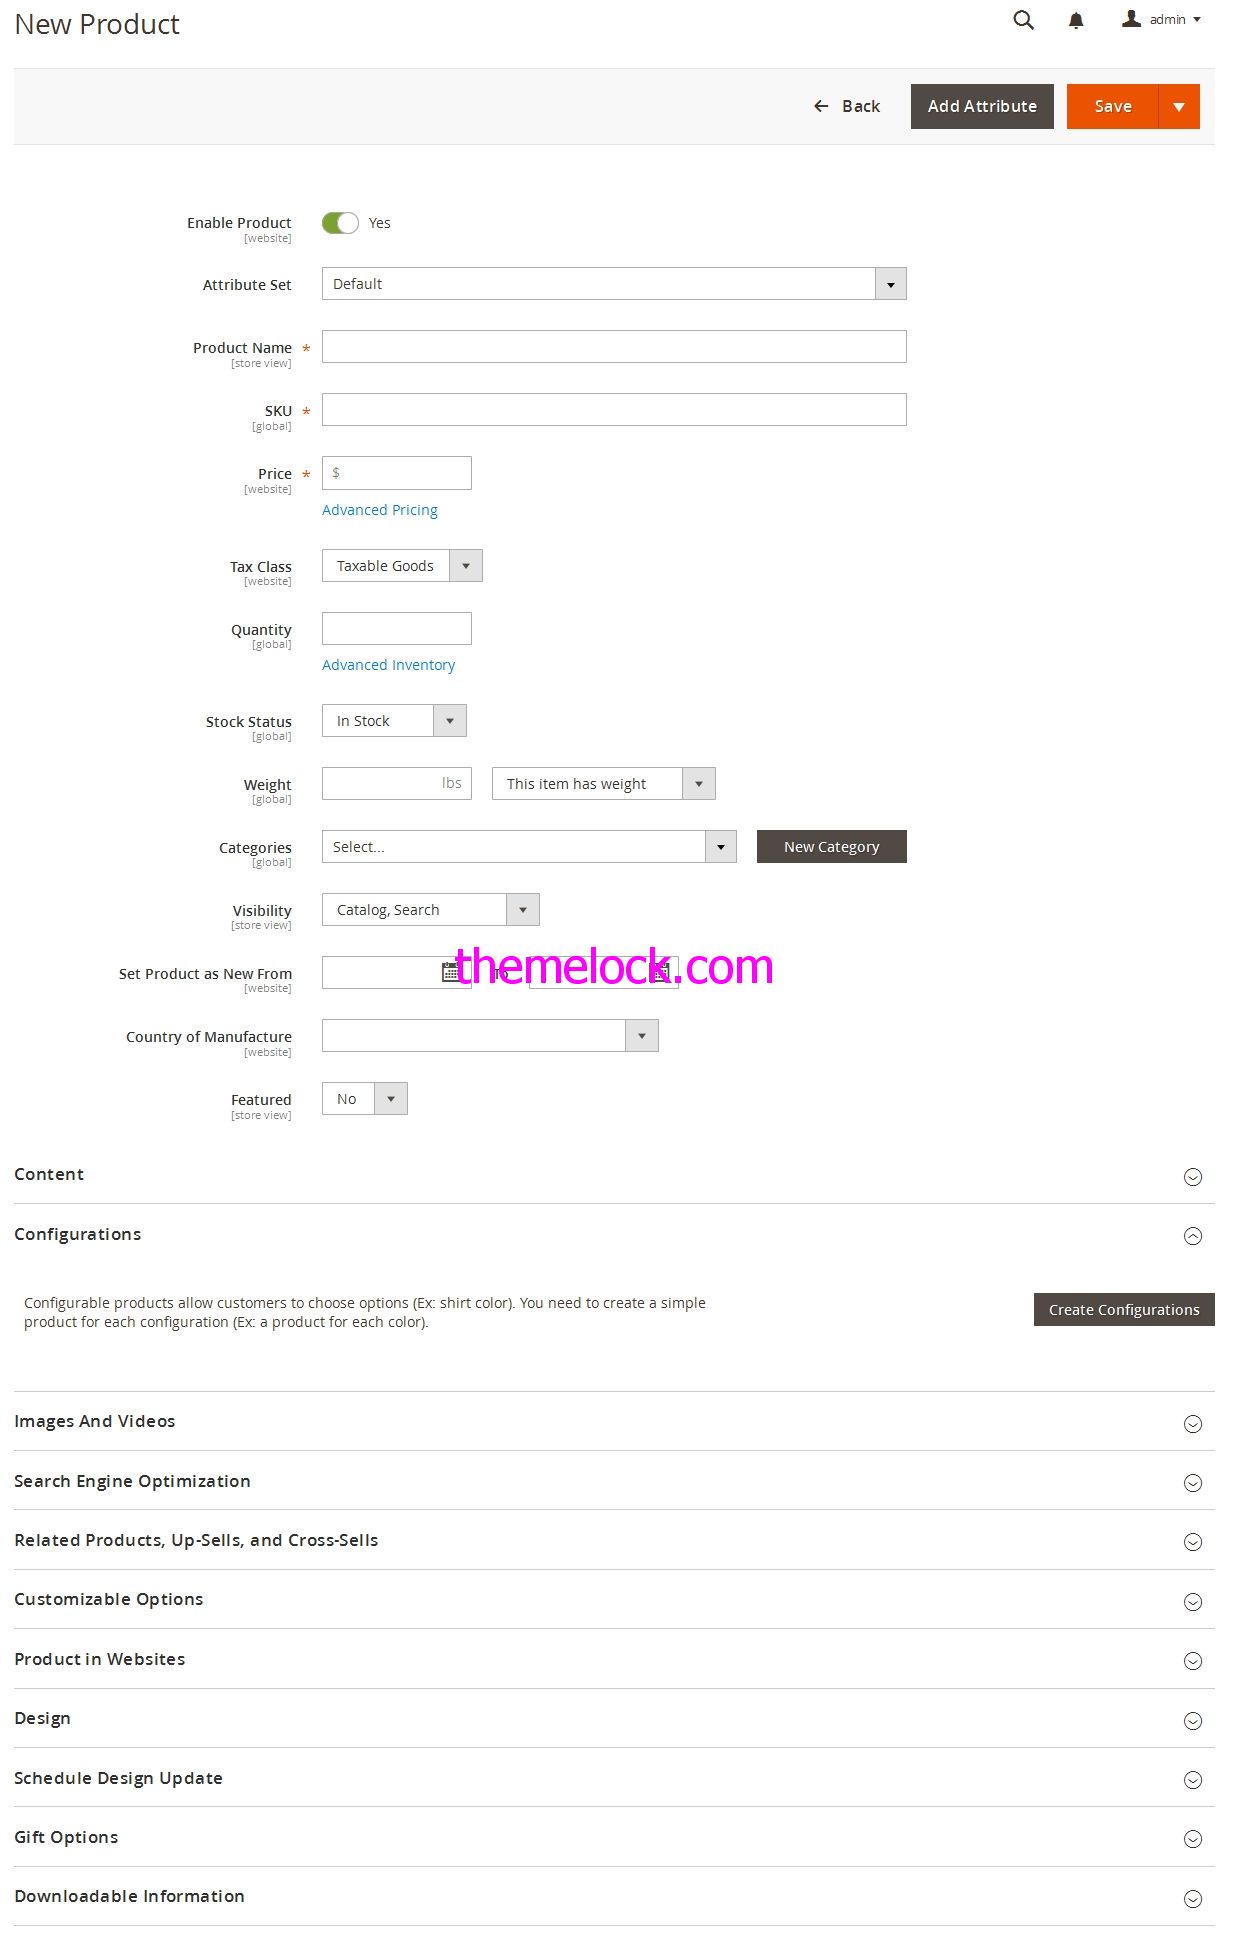 New Product
admin
Back
Add Attribute
Save
Enable Product
[website]
Yes
Attribute Set
Default
Product Name *
[store view]
SKU *
[global]
Price *
[website]
$
Advanced Pricing
Tax Class
[website]
Taxable Goods
Quantity
[global]
Advanced Inventory
Stock Status
[global]
In Stock
Weight
[global]
lbs
This item has weight
Categories
[global]
Select...
New Category
Visibility
[store view]
Catalog, Search
Set Product as New From
[website]
To
themelock.com
Country of Manufacture
[website]
Featured
[store view]
No
Content
Configurations
Configurable products allow customers to choose options (Ex: shirt color). You need to create a simple
product for each configuration (Ex: a product for each color).
Create Configurations
Images And Videos
Search Engine Optimization
Related Products, Up-Sells, and Cross-Sells
Customizable Options
Product in Websites
Design
Schedule Design Update
Gift Options
Downloadable Information